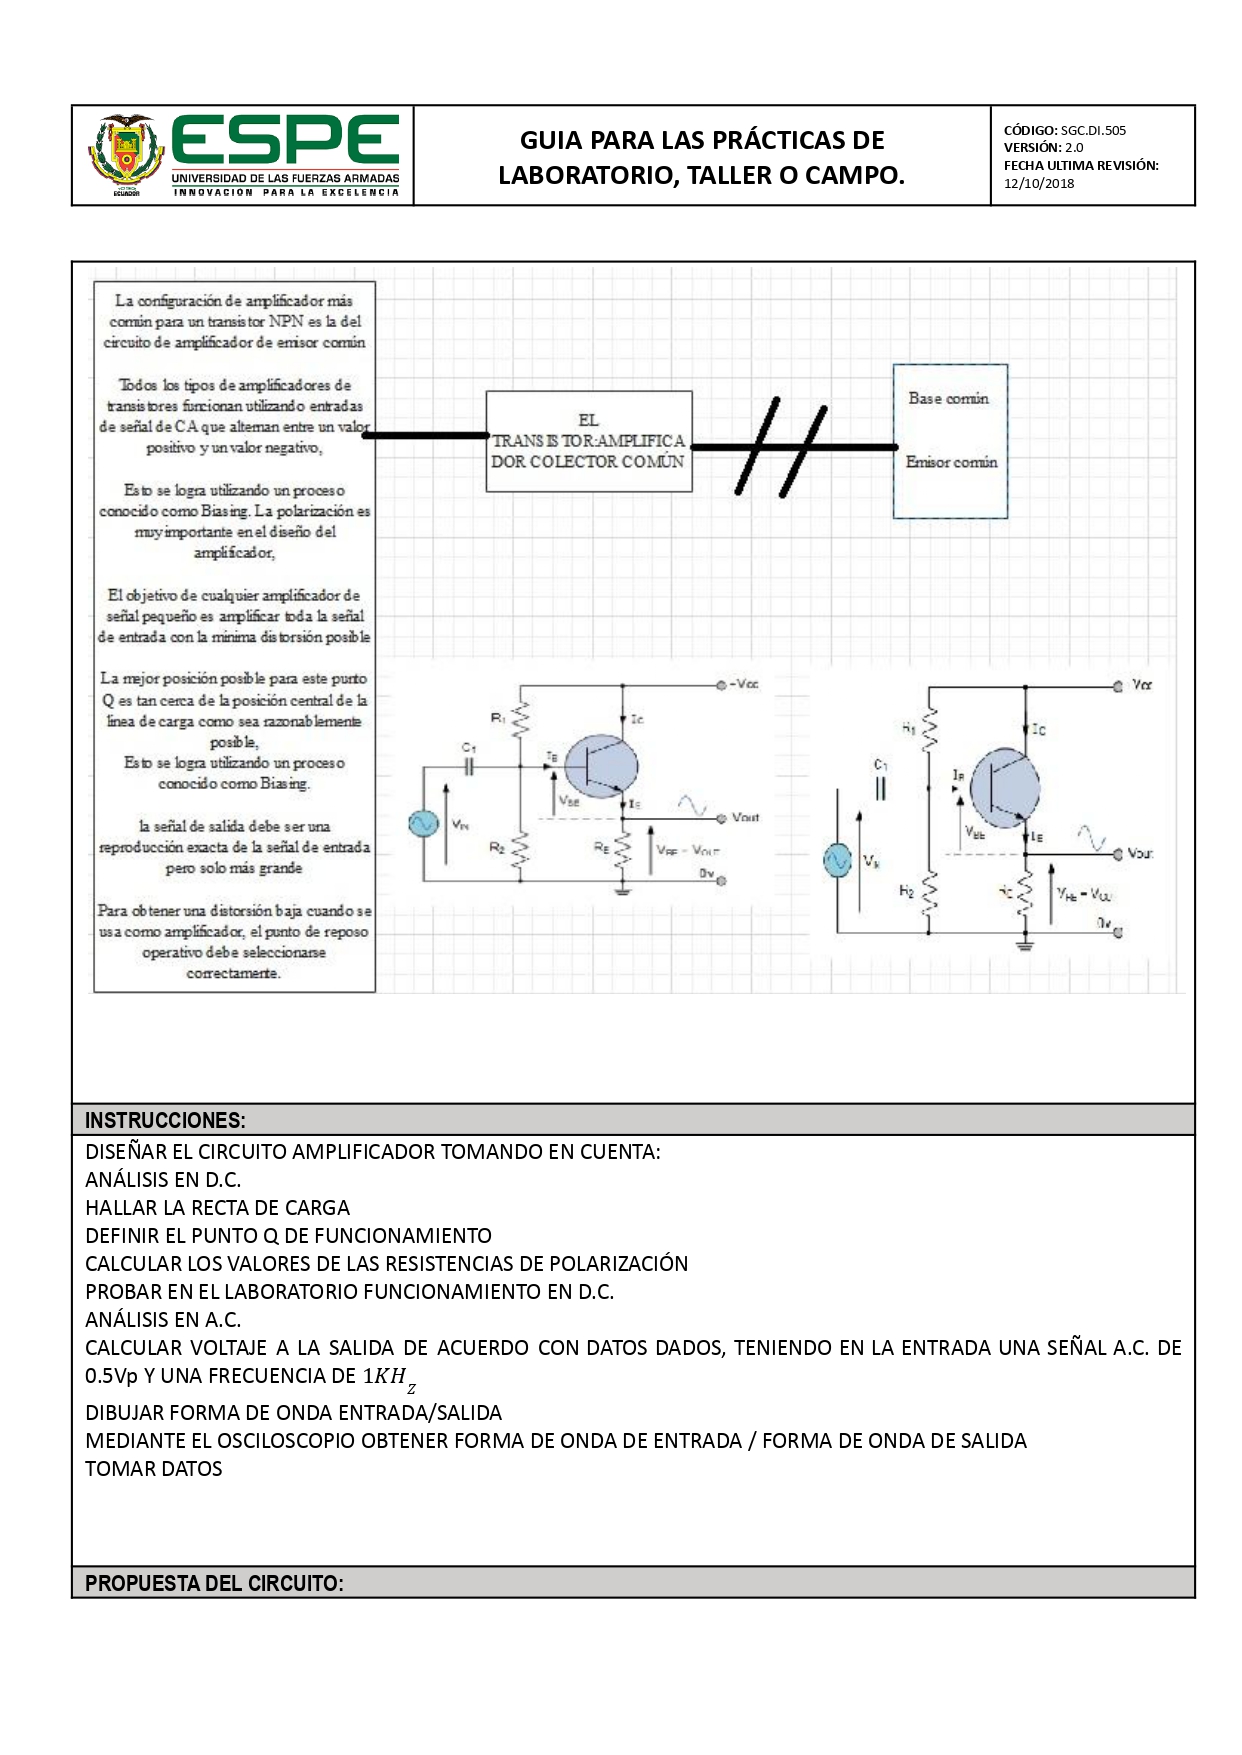 ESPE
UNIVERSIDAD DE LAS FUERZAS ARMADAS
INNOVACIÓN PARA LA EXCELENCIA
ECUADOR
GUIA PARA LAS PRÁCTICAS DE
LABORATORIO, TALLER O CAMPO.
CÓDIGO: SGC.DI.505
VERSIÓN: 2.0
FECHA ULTIMA REVISIÓN:
12/10/2018
La configuración de amplificador más
común para un transistor NPN es la del
circuito de amplificador de emisor común
Todos los tipos de amplificadores de
transistores funcionan utilizando entradas
de señal de CA que alternan entre un valor
positivo y un valor negativo,
Esto se logra utilizando un proceso
conocido como Biasing. La polarización es
muy importante en el diseño del
amplificador,
El objetivo de cualquier amplificador de
señal pequeño es amplificar toda la señal
de entrada con la mínima distorsión posible
La mejor posición posible para este punto
Q es tan cerca de la posición central de la
línea de carga como sea razonablemente
posible,
Esto se logra utilizando un proceso
conocido como Biasing.
la señal de salida debe ser una
reproducción exacta de la señal de entrada
pero solo más grande
Para obtener una distorsión baja cuando se
usa como amplificador, el punto de reposo
operativo debe seleccionarse
correctamente.
EL
TRANSISTOR:AMPLIFICA
DOR COLECTOR COMÚN
Base común
Emisor común
R1
C1
IC
IB
VBE
IE
VIN
R2
RE
Vout
0v
Vcc
C1
IC
VBE
IE
R2
Vout
0v
INSTRUCCIONES:
DISEÑAR EL CIRCUITO AMPLIFICADOR TOMANDO EN CUENTA:
ANÁLISIS EN D.C.
HALLAR LA RECTA DE CARGA
DEFINIR EL PUNTO Q DE FUNCIONAMIENTO
CALCULAR LOS VALORES DE LAS RESISTENCIAS DE POLARIZACIÓN
PROBAR EN EL LABORATORIO FUNCIONAMIENTO EN D.C.
ANÁLISIS EN A.C.
CALCULAR VOLTAJE A LA SALIDA DE ACUERDO CON DATOS DADOS, TENIENDO EN LA ENTRADA UNA SEÑAL A.C. DE
0.5Vp Y UNA FRECUENCIA DE 1KHZ
DIBUJAR FORMA DE ONDA ENTRADA/SALIDA
MEDIANTE EL OSCILOSCOPIO OBTENER FORMA DE ONDA DE ENTRADA / FORMA DE ONDA DE SALIDA
TOMAR DATOS
PROPUESTA DEL CIRCUITO: